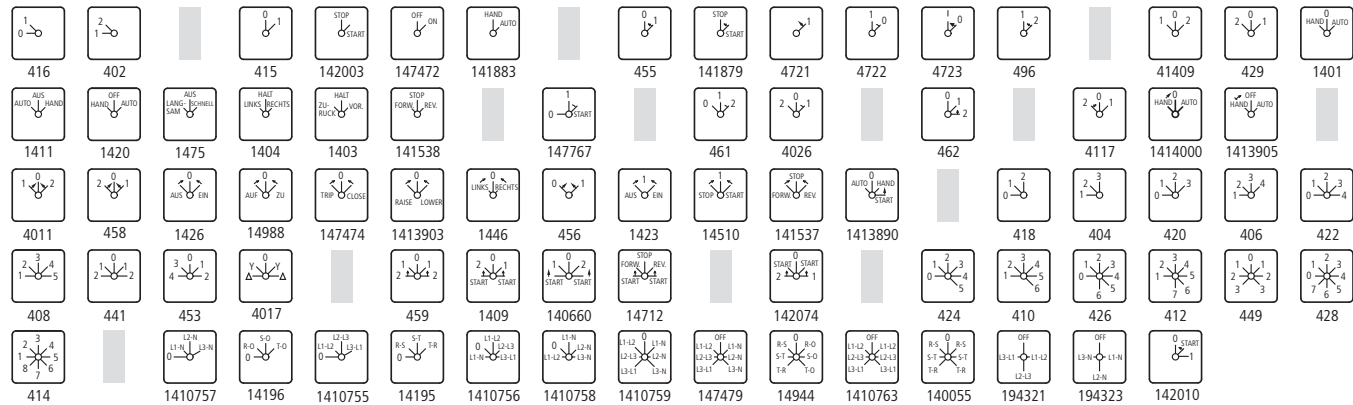 1
0
416
2
1
402
0
1
415
STOP
START
142003
OFF
ON
147472
HAND
AUTO
141883
0
1
455
STOP
START
141879
1
4721
1
0
4722
I
0
4723
1
2
496
0
1 2
41409
0
2 1
429
0
HAND AUTO
1401
AUS
AUTO HAND
1411
OFF
HAND AUTO
1420
AUS
LANG- SCHNELL
SAM
1475
HALT
LINKS RECHTS
1404
HALT
ZU- VOR.
RUCK
1403
STOP
FORW. REV.
141538
1
0 START
147767
1
0 2
461
0
2 1
4026
0
1
2
462
0
2 1
4117
0
HAND AUTO
1414000
OFF
HAND AUTO
1413905
0
1 2
4011
0
2 1
458
0
AUS EIN
1426
0
AUF ZU
14988
0
TRIP CLOSE
147474
0
RAISE LOWER
1413903
0
LINKS RECHTS
1446
0 1
456
1
AUS EIN
1423
1
STOP START
14510
STOP
FORW. REV.
141537
0
AUTO HAND
START
1413890
1 2
0
418
2 3
1
404
1 2
0 3
420
2 3
1 4
406
2
1 3
0 4
422
3
2 4
1 5
408
0
1 1
2 2
441
0
3 1
4 2
453
0
Y Y
Δ Δ
4017
0
1 1
2 2
459
0
2 1
START START
1409
0
1 2
START START
140660
STOP
FORW. REV.
START START
14712
0
START START
2 1
142074
2
1 3
0 4
5
424
3
2 4
1 5
6
410
2
1 3
0 4
6 5
426
3
2 4
1 5
7 6
412
0
1 1
2 2
3 3
449
1 2
0 3
7 4
6 5
428
3
2 4
1 5
8 6
7
414
L2-N
L1-N L3-N
0
1410757
S-O
R-O T-O
0
14196
L2-L3
L1-L2 L3-L1
0
1410755
S-T
R-S T-R
0
14195
L1-L2
0 L2-L3
L1-N L3-L1
1410756
L1-N
0 L2-N
L1-L2 L3-N
1410758
0
L1-L2 L1-N
L2-L3 L2-N
L3-L1 L3-N
1410759
OFF
L1-L2 L1-N
L2-L3 L2-N
L3-L1 L3-N
147479
0
R-S R-O
S-T S-O
T-R T-O
14944
OFF
L1-L2 L1-L2
L2-L3 L2-L3
L3-L1 L3-L1
1410763
0
R-S R-S
S-T S-T
T-R T-R
140055
OFF
L3-L1 L1-L2
L2-L3
194321
OFF
L3-N L1-N
L2-N
194323
0 START
1
142010